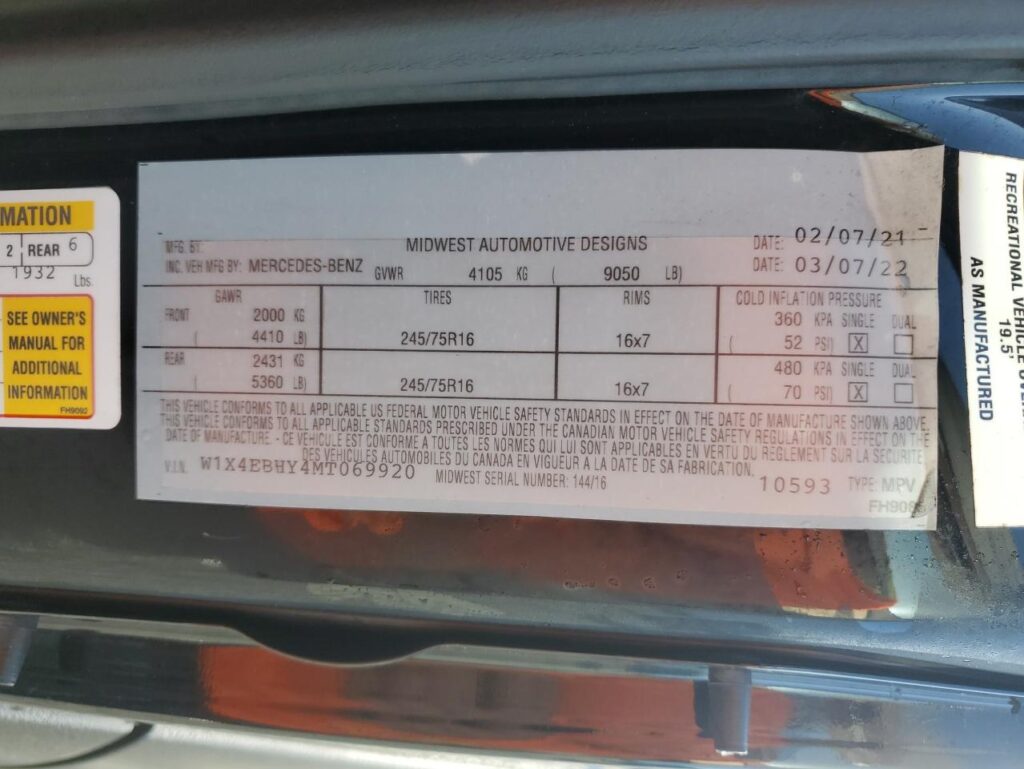 MATION
2 REAR 6
1932
Lbs.
SEE OWNER'S
MANUAL FOR
ADDITIONAL
INFORMATION
FH9092
MFG. BY: MIDWEST AUTOMOTIVE DESIGNS DATE: 02/07/21
INC. VEH MFG BY: MERCEDES-BENZ GVWR 4105 KG ( 9050 LB) DATE: 03/07/22
GAWR TIRES RIMS COLD INFLATION PRESSURE
FRONT 2000 KG 360 KPA SINGLE DUAL
( 4410 LB) 245/75R16 16x7 ( 52 PSI) X
REAR 2431 KG 480 KPA SINGLE DUAL
( 5360 LB) 245/75R16 16x7 ( 70 PSI) X
THIS VEHICLE CONFORMS TO ALL APPLICABLE US FEDERAL MOTOR VEHICLE SAFETY STANDARDS IN EFFECT ON THE DATE OF MANUFACTURE SHOWN ABOVE.
THIS VEHICLE CONFORMS TO ALL APPLICABLE STANDARDS PRESCRIBED UNDER THE CANADIAN MOTOR VEHICLE SAFETY REGULATIONS IN EFFECT ON THE
DATE OF MANUFACTURE - CE VEHICULE EST CONFORME A TOUTES LES NORMES QUI LUI SONT APPLICABLES EN VERTU DU REGLEMENT SUR LA SECURITE
DES VEHICULES AUTOMOBILES DU CANADA EN VIGUEUR A LA DATE DE SA FABRICATION.
V.I.N. W1X4EBHY4MT069920 MIDWEST SERIAL NUMBER: 144/16 10593 TYPE: MPV
RECREATIONAL VEHICLE
19.5'
AS MANUFACTURED